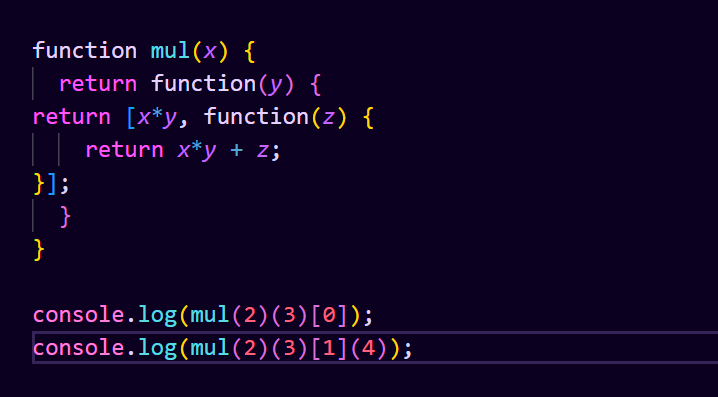 function mul(x) {
  return function(y) {
return [x*y, function(z) {
    return x*y + z;
}];
  }
}

console.log(mul(2)(3)[0]);
console.log(mul(2)(3)[1](4));